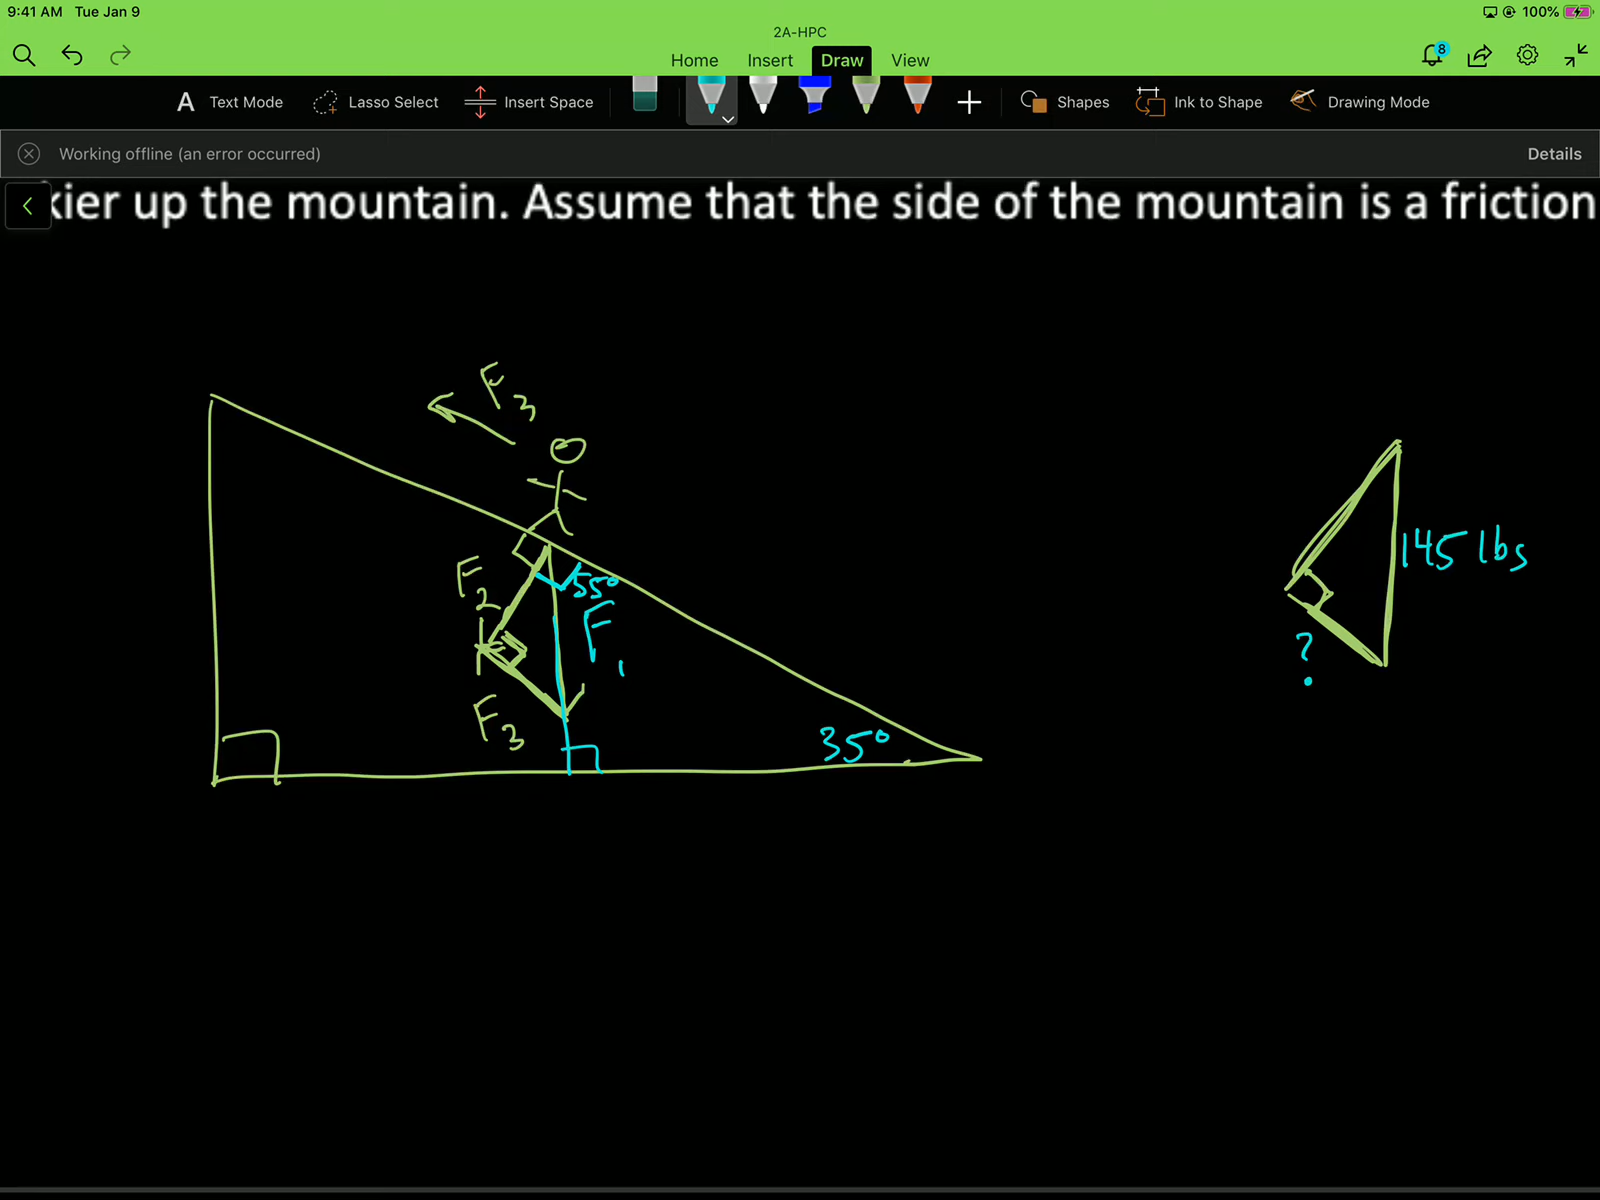 9:41 AM Tue Jan 9
100%
2A-HPC
Home Insert Draw View
8
Text Mode Lasso Select Insert Space Shapes Ink to Shape Drawing Mode
Working offline (an error occurred) Details
kier up the mountain. Assume that the side of the mountain is a friction
F3
F2
55°
F1
F3
35°
145 lbs
?